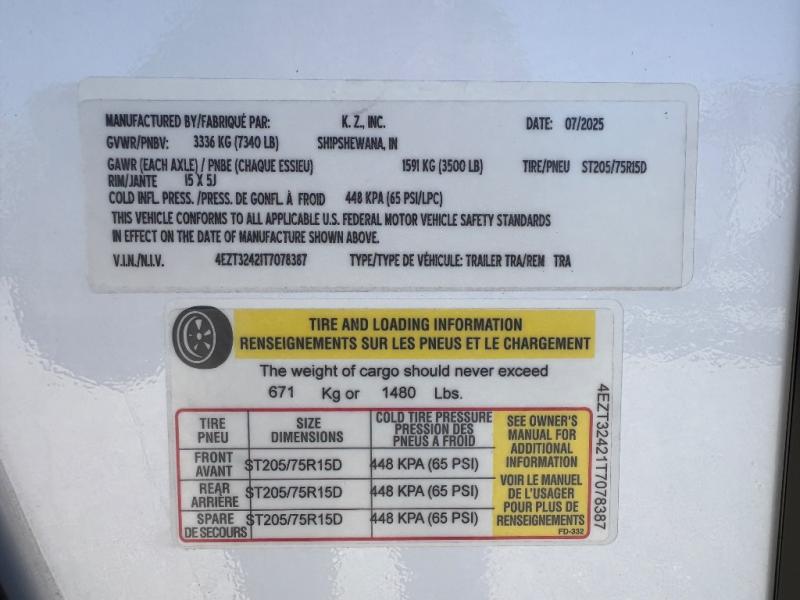 MANUFACTURED BY/FABRIQUÉ PAR: K. Z., INC. DATE: 07/2025
GVWR/PNBV: 3336 KG (7340 LB) SHIPSHEWANA, IN
GAWR (EACH AXLE) / PNBE (CHAQUE ESSIEU) 1591 KG (3500 LB) TIRE/PNEU ST205/75R15D
RIM/JANTE 15 X 5J
COLD INFL. PRESS. /PRESS. DE GONFL. À FROID 448 KPA (65 PSI/LPC)
THIS VEHICLE CONFORMS TO ALL APPLICABLE U.S. FEDERAL MOTOR VEHICLE SAFETY STANDARDS
IN EFFECT ON THE DATE OF MANUFACTURE SHOWN ABOVE.
V.I.N./N.I.V. 4EZT32421T7078387 TYPE/TYPE DE VÉHICULE: TRAILER TRA/REM TRA
TIRE AND LOADING INFORMATION
RENSEIGNEMENTS SUR LES PNEUS ET LE CHARGEMENT
The weight of cargo should never exceed
671 Kg or 1480 Lbs.
TIRE
PNEU
SIZE
DIMENSIONS
COLD TIRE PRESSURE
PRESSION DES
PNEUS A FROID
FRONT
AVANT
ST205/75R15D
448 KPA (65 PSI)
REAR
ARRIÈRE
ST205/75R15D
448 KPA (65 PSI)
SPARE
DE SECOURS
ST205/75R15D
448 KPA (65 PSI)
SEE OWNER'S
MANUAL FOR
ADDITIONAL
INFORMATION
VOIR LE MANUEL
DE L'USAGER
POUR PLUS DE
RENSEIGNEMENTS
FD-332
4EZT32421T7078387